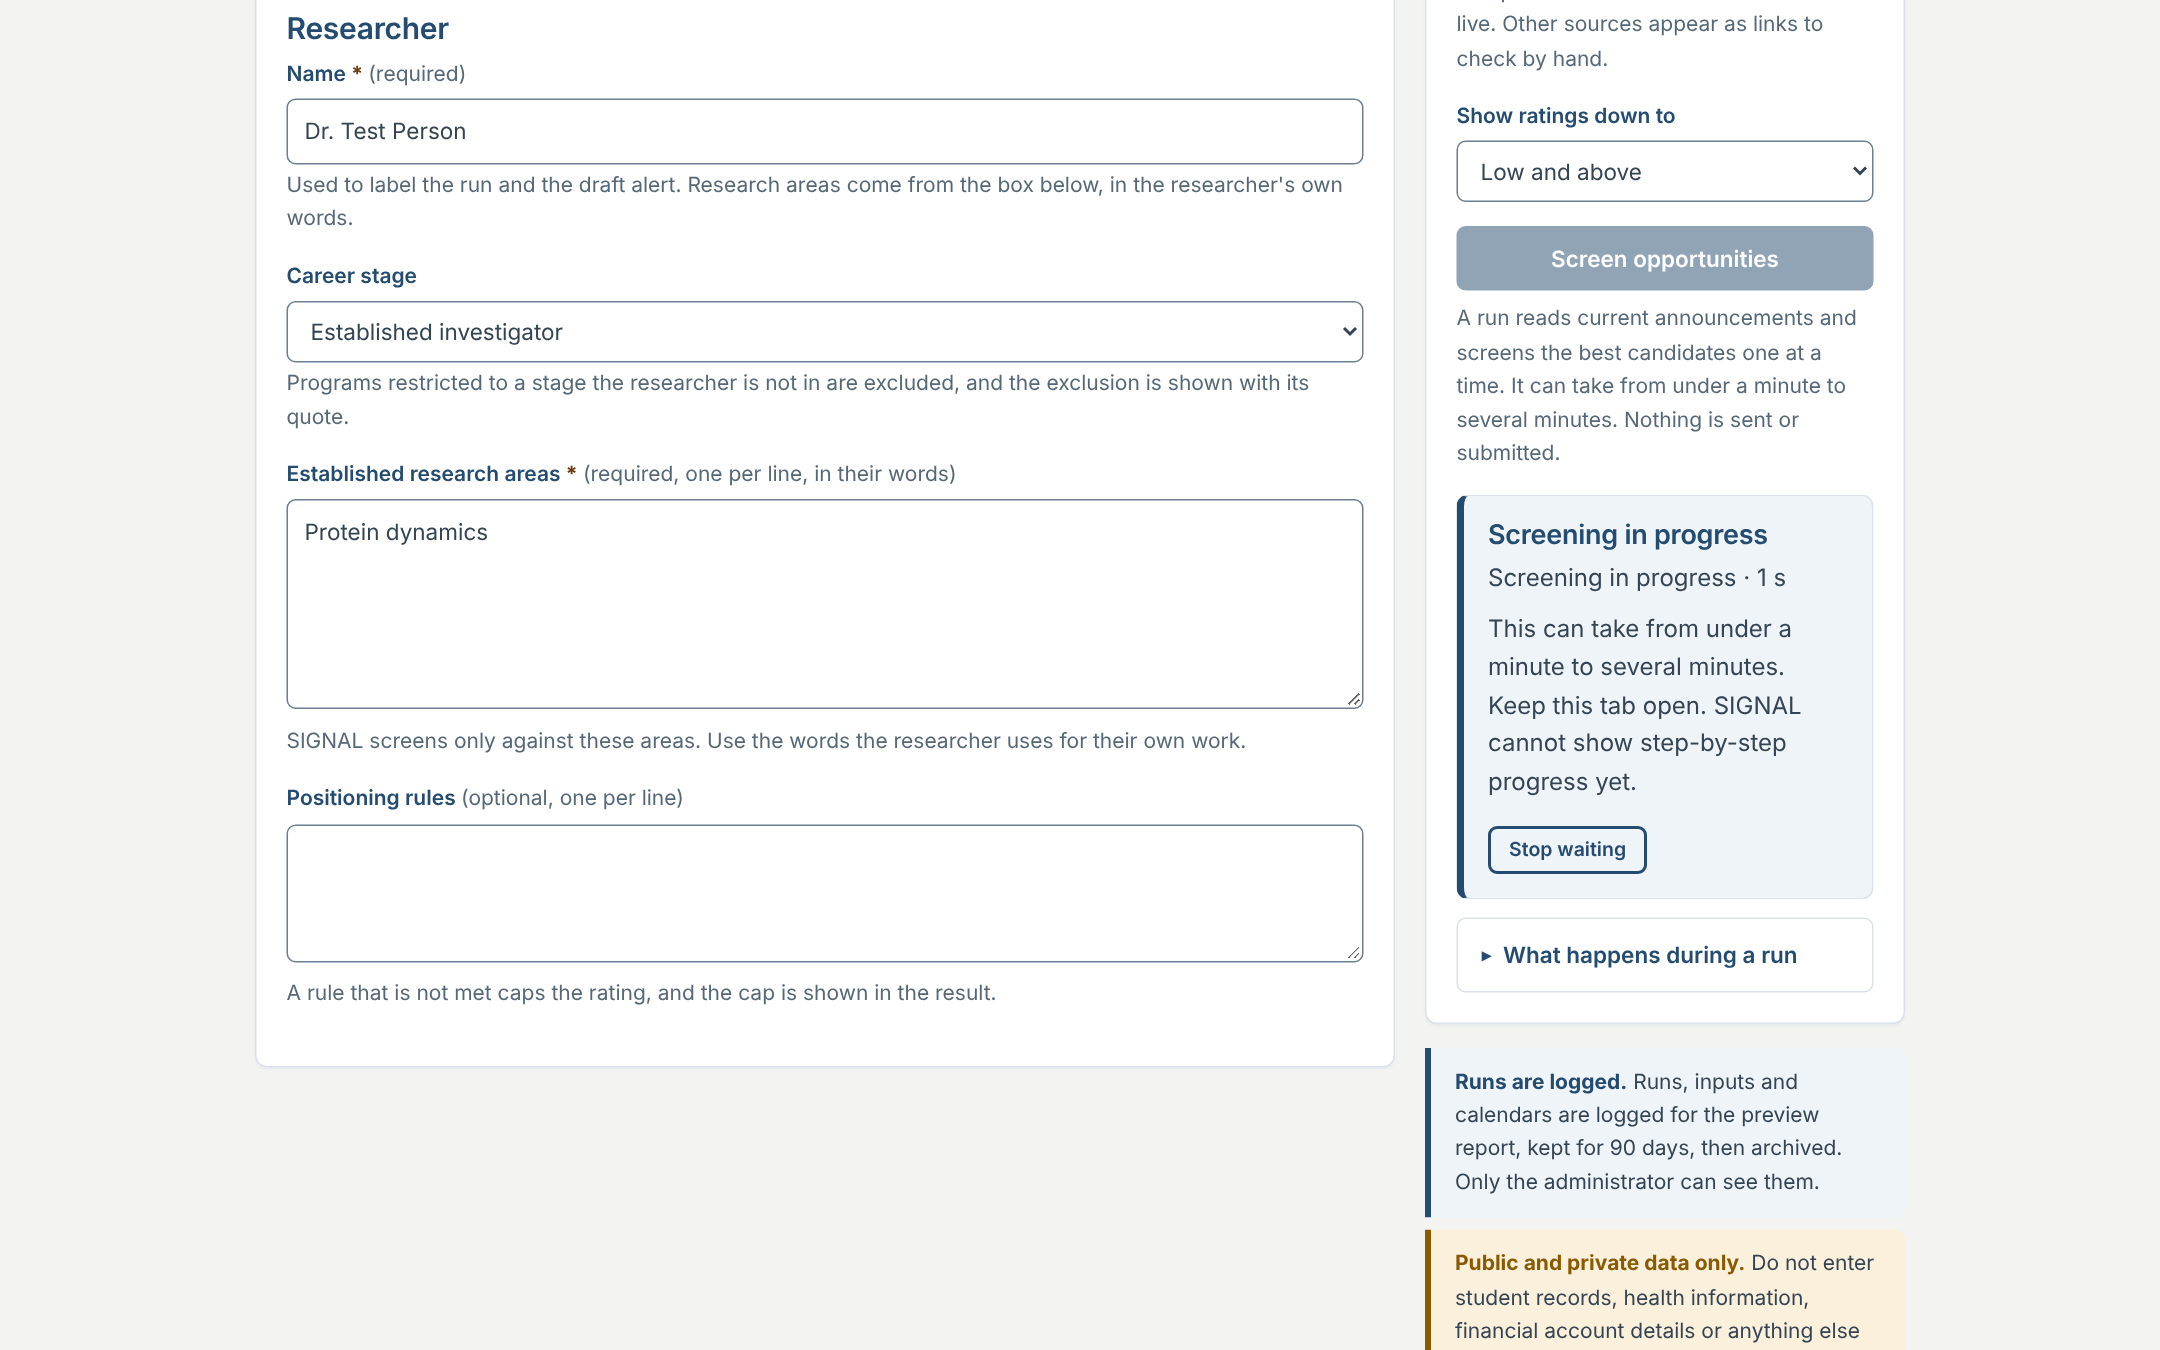 Researcher
Name * (required)
Dr. Test Person
Used to label the run and the draft alert. Research areas come from the box below, in the researcher's own
words.
Career stage
Established investigator
Programs restricted to a stage the researcher is not in are excluded, and the exclusion is shown with its
quote.
Established research areas * (required, one per line, in their words)
Protein dynamics
SIGNAL screens only against these areas. Use the words the researcher uses for their own work.
Positioning rules (optional, one per line)
A rule that is not met caps the rating, and the cap is shown in the result.
live. Other sources appear as links to
check by hand.
Show ratings down to
Low and above
Screen opportunities
A run reads current announcements and
screens the best candidates one at a
time. It can take from under a minute to
several minutes. Nothing is sent or
submitted.
Screening in progress
Screening in progress · 1 s
This can take from under a
minute to several minutes.
Keep this tab open. SIGNAL
cannot show step-by-step
progress yet.
Stop waiting
▸ What happens during a run
Runs are logged. Runs, inputs and
calendars are logged for the preview
report, kept for 90 days, then archived.
Only the administrator can see them.
Public and private data only. Do not enter
student records, health information,
financial account details or anything else